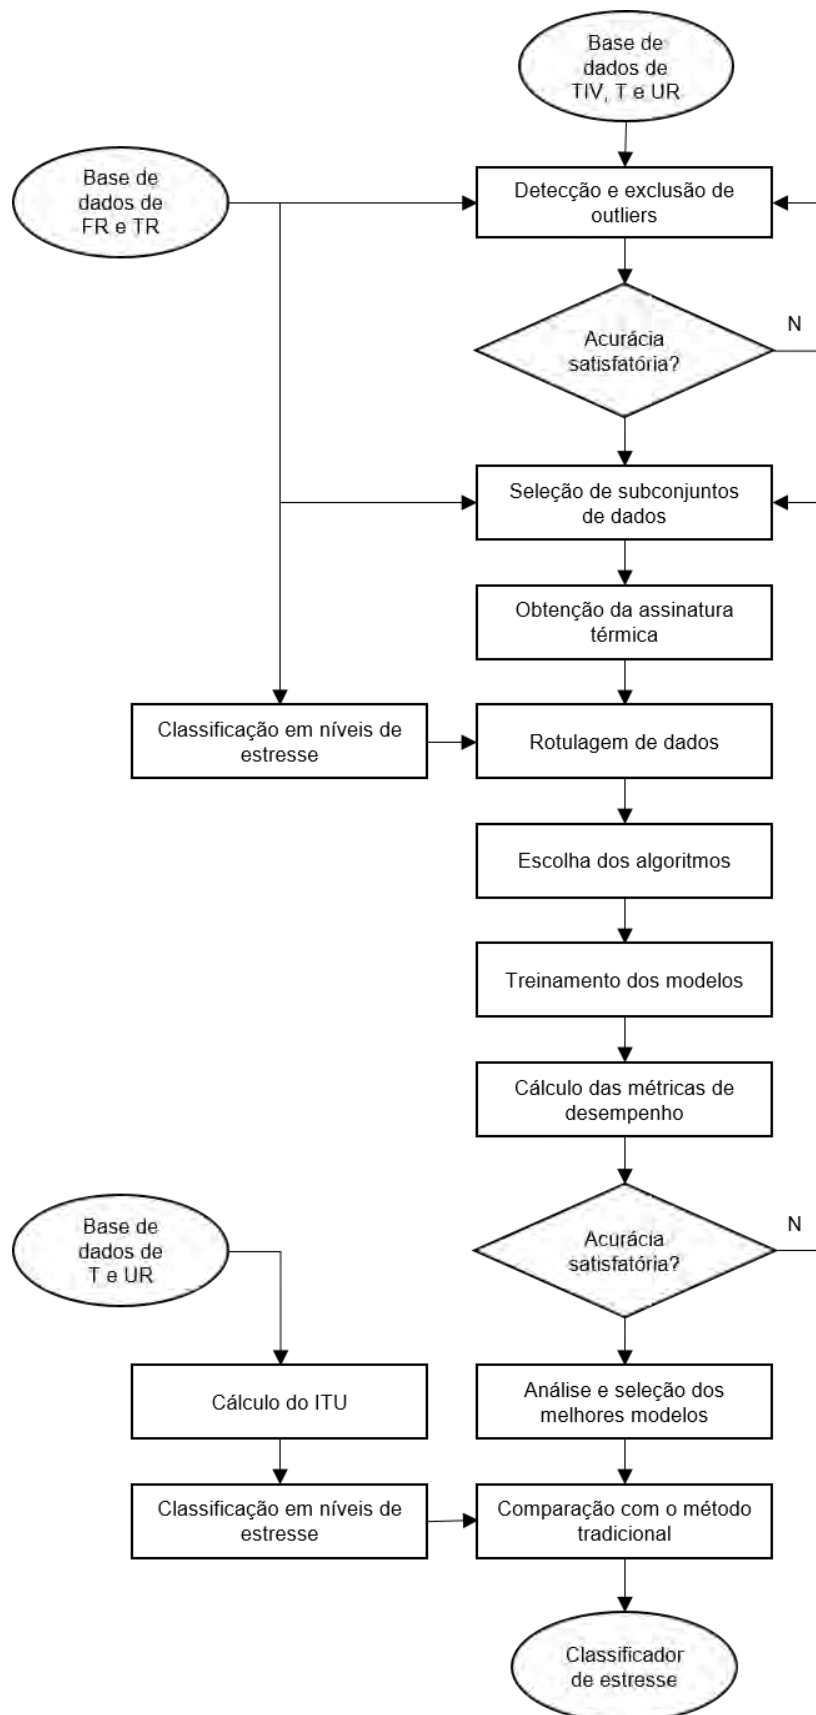 Base de
dados de
TIV, T e UR
Base de
dados de
FR e TR
Detecção e exclusão de
outliers
Acurácia
satisfatória?
N
Seleção de subconjuntos
de dados
Obtenção da assinatura
térmica
Classificação em níveis de
estresse
Rotulagem de dados
Escolha dos algoritmos
Treinamento dos modelos
Cálculo das métricas de
desempenho
Base de
dados de
T e UR
Acurácia
satisfatória?
N
Cálculo do ITU
Análise e seleção dos
melhores modelos
Classificação em níveis de
estresse
Comparação com o método
tradicional
Classificador
de estresse